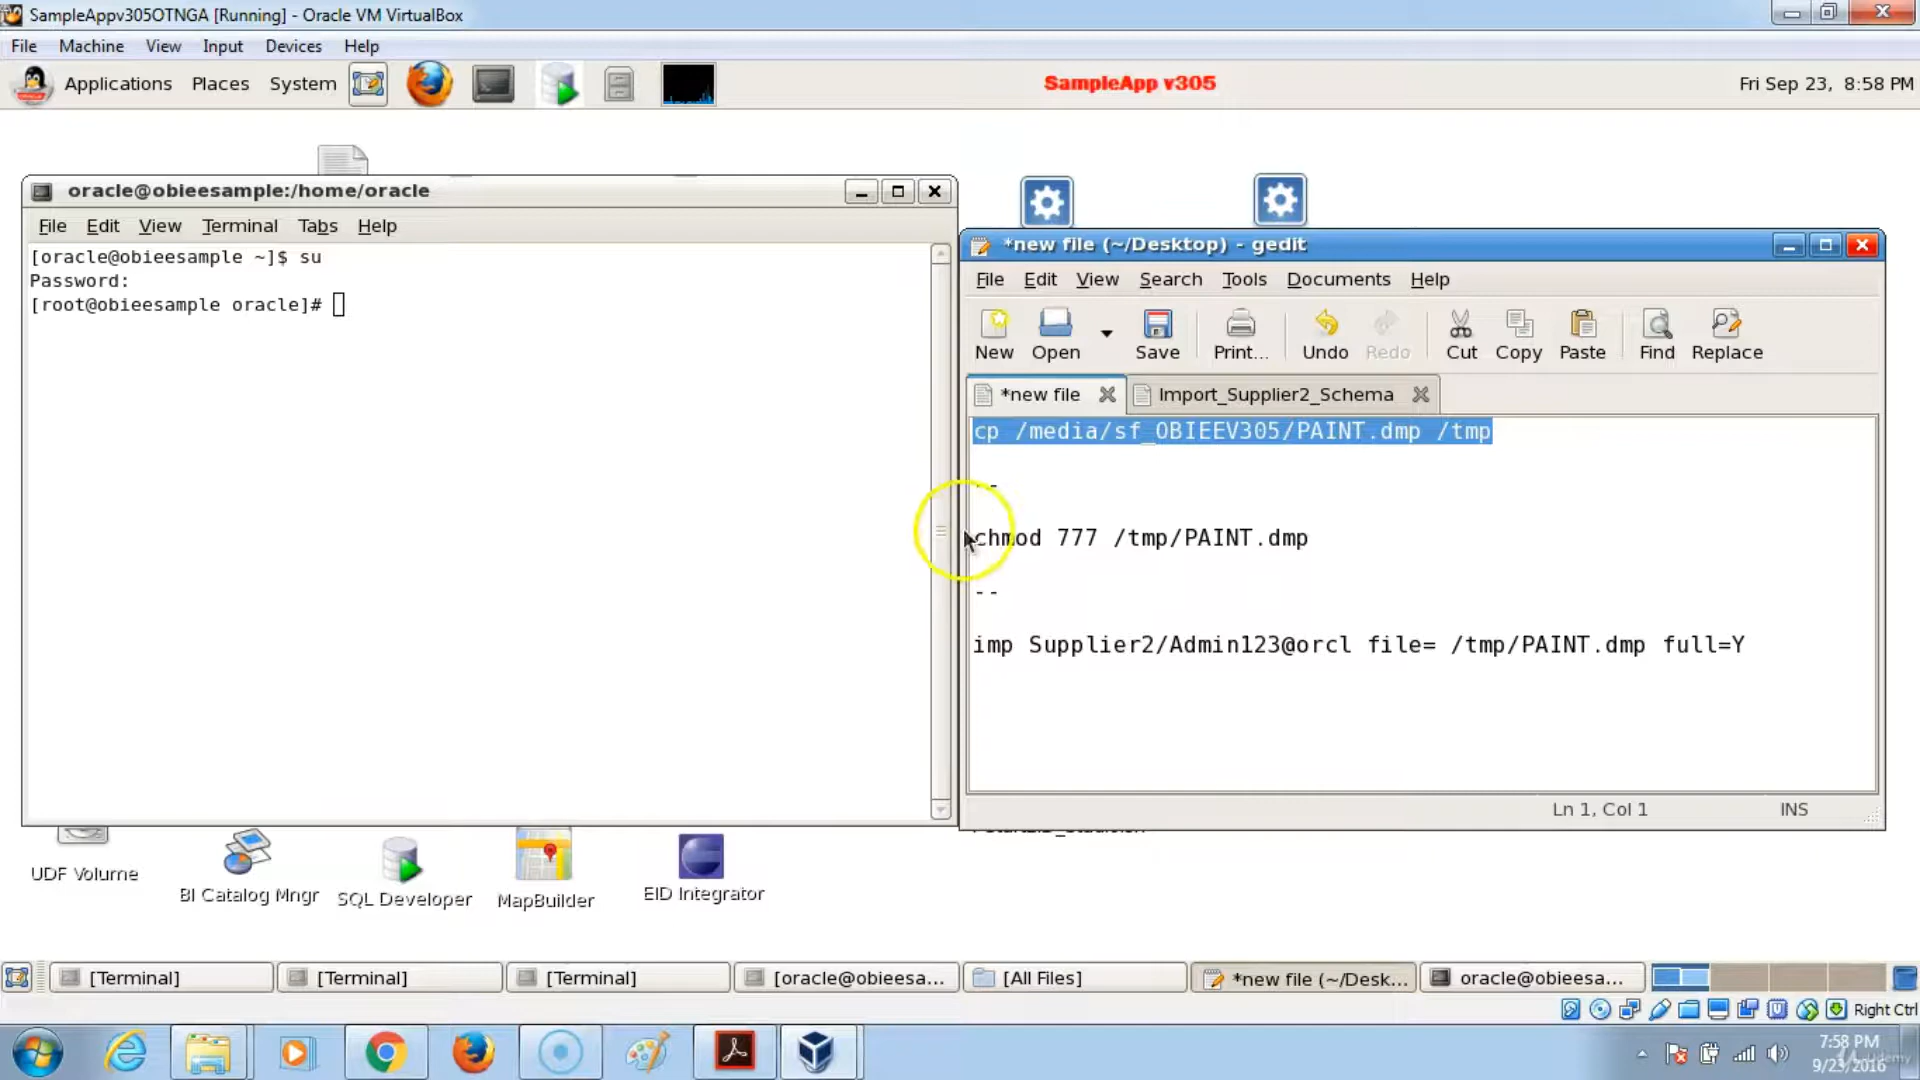 SampleAppv305OTNGA [Running] - Oracle VM VirtualBox
File Machine View Input Devices Help
Applications Places System SampleApp v305 Fri Sep 23, 8:58 PM
oracle@obieesample:/home/oracle
File Edit View Terminal Tabs Help
[oracle@obieesample ~]$ su
Password:
[root@obieesample oracle]#
*new file (~/Desktop) - gedit
File Edit View Search Tools Documents Help
New Open Save Print... Undo Redo Cut Copy Paste Find Replace
*new file Import_Supplier2_Schema
cp /media/sf_OBIEEV305/PAINT.dmp /tmp
--
chmod 777 /tmp/PAINT.dmp
--
imp Supplier2/Admin123@orcl file= /tmp/PAINT.dmp full=Y
Ln 1, Col 1 INS
UDF Volume
BI Catalog Mngr
SQL Developer
MapBuilder
EID Integrator
[Terminal] [Terminal] [Terminal] [oracle@obieesa... [All Files] *new file (~/Desk... oracle@obieesa...
Right Ctrl
7:58 PM
9/23/2016
Udemy